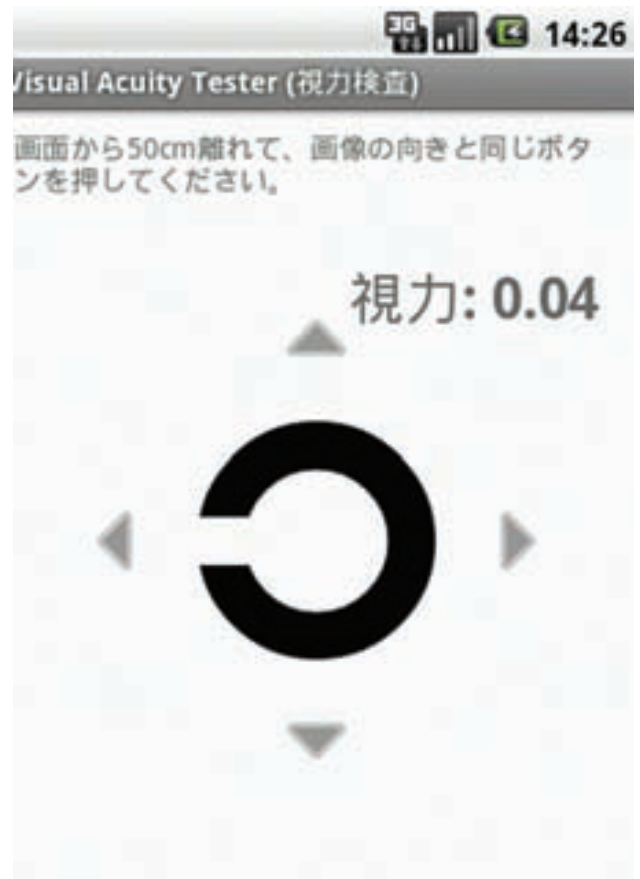 3G 14:26
Visual Acuity Tester (視力検査)
画面から50cm離れて、画像の向きと同じボタ
ンを押してください。
視力: 0.04